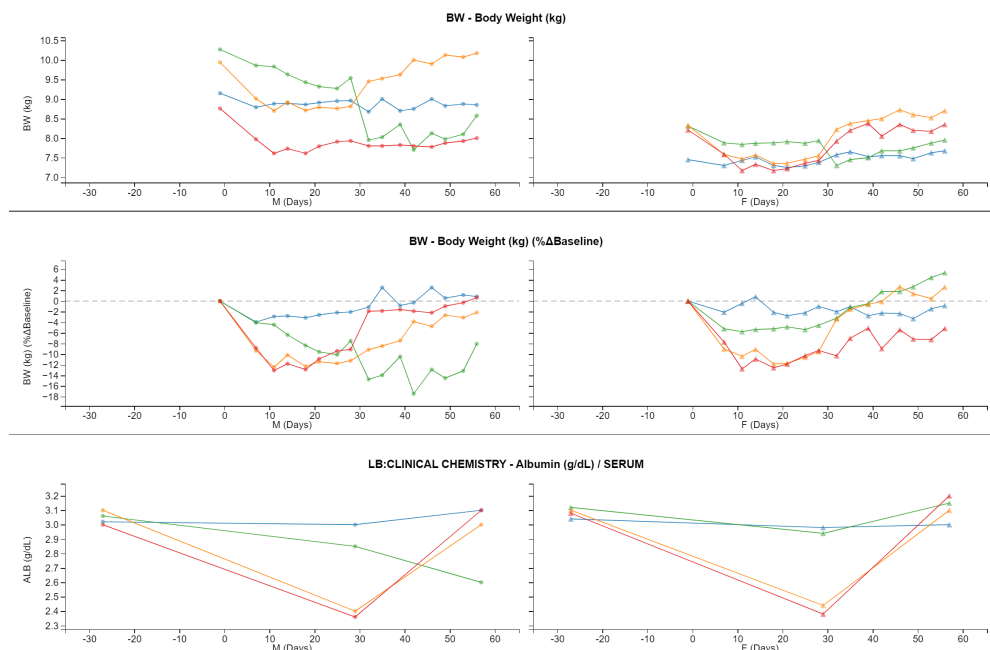 BW - Body Weight (kg)
10.5
10.0
9.5
9.0
8.5
8.0
7.5
7.0
BW (kg)
-30 -20 -10 0 10 20 30 40 50 60
-30 -20 -10 0 10 20 30 40 50 60
M (Days)
F (Days)
BW - Body Weight (kg) (%ΔBaseline)
6
4
2
0
−2
−4
−6
−8
−10
−12
−14
−16
−18
BW (kg) (%ΔBaseline)
-30 -20 -10 0 10 20 30 40 50 60
-30 -20 -10 0 10 20 30 40 50 60
M (Days)
F (Days)
LB:CLINICAL CHEMISTRY - Albumin (g/dL) / SERUM
3.2
3.1
3.0
2.9
2.8
2.7
2.6
2.5
2.4
2.3
ALB (g/dL)
-30 -20 -10 0 10 20 30 40 50 60
-30 -20 -10 0 10 20 30 40 50 60
M (Days)
F (Days)